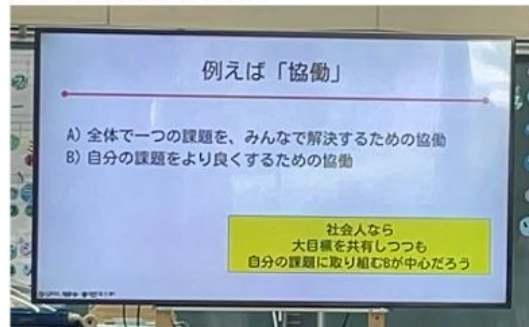 例えば「協働」
A) 全体で一つの課題を、みんなで解決するための協働
B) 自分の課題をより良くするための協働
社会人なら
大目標を共有しつつも
自分の課題に取り組むBが中心だろう